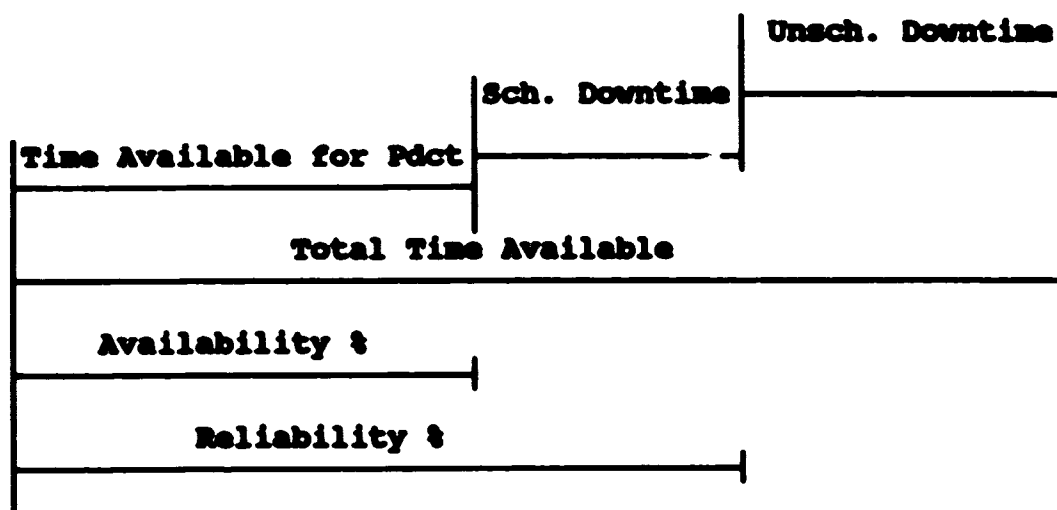 Unsch. Downtime
Sch. Downtime
Time Available for Pdct
Total Time Available
Availability %
Reliability %